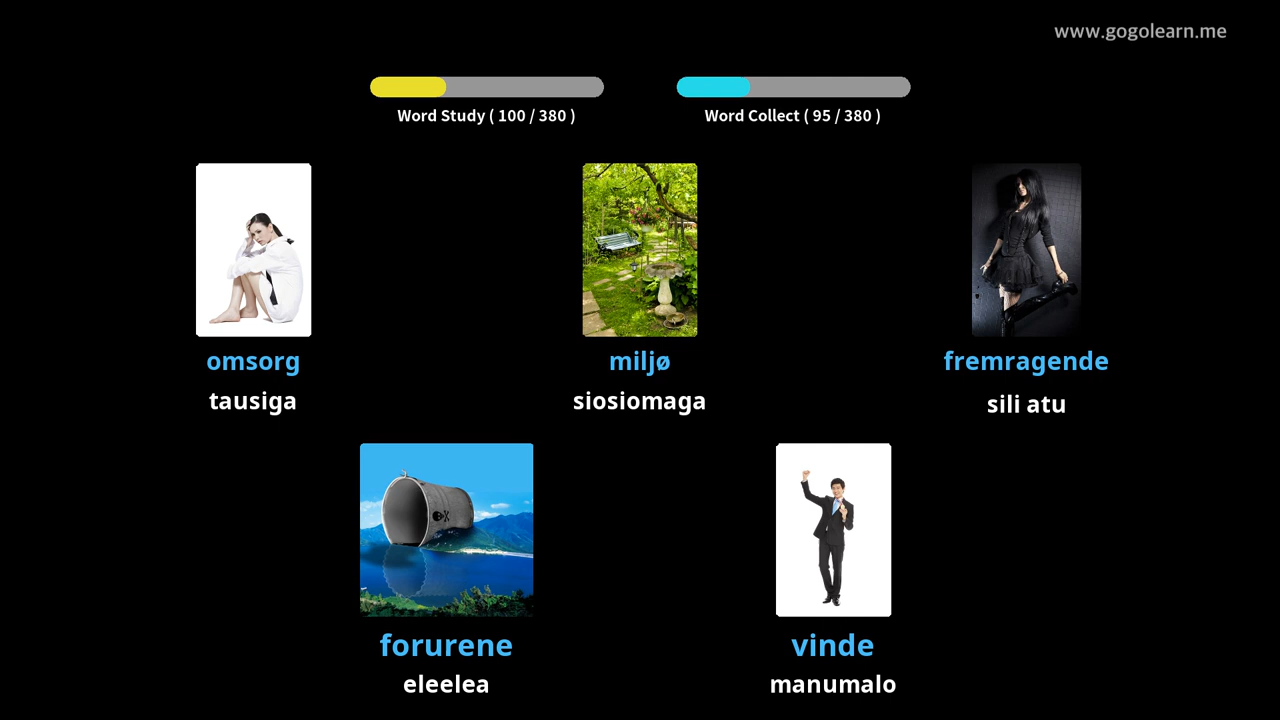 www.gogolearn.me
Word Study ( 100 / 380 )
Word Collect ( 95 / 380 )
omsorg
tausiga
miljø
siosiomaga
fremragende
sili atu
forurene
eleelea
vinde
manumalo